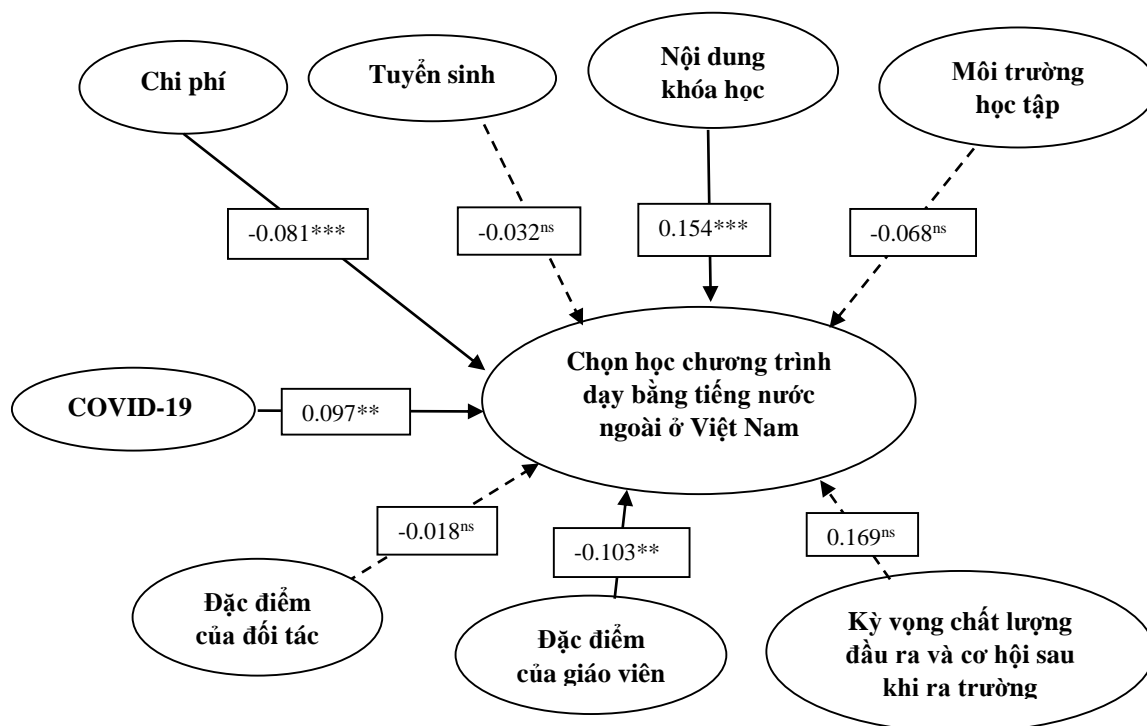 Chi phí
Tuyển sinh
Nội dung
khóa học
Môi trường
học tập
-0.081***
-0.032ns
0.154***
-0.068ns
Chọn học chương trình
dạy bằng tiếng nước
ngoài ở Việt Nam
COVID-19
0.097**
-0.018ns
-0.103**
0.169ns
Đặc điểm
của đối tác
Đặc điểm
của giáo viên
Kỳ vọng chất lượng
đầu ra và cơ hội sau
khi ra trường